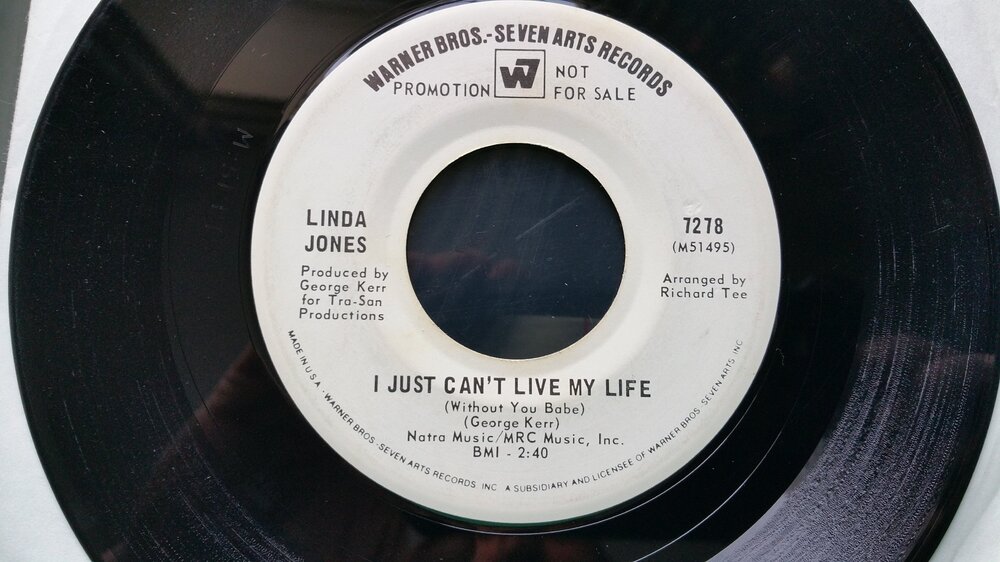 WARNER BROS.-SEVEN ARTS RECORDS
PROMOTION W7 NOT
FOR SALE
LINDA
JONES
Produced by
George Kerr
for Tra-San
Productions
7278
(M51495)
Arranged by
Richard Tee
I JUST CAN'T LIVE MY LIFE
(Without You Babe)
(George Kerr)
Natra Music/MRC Music, Inc.
BMI - 2:40
MADE IN U.S.A. · WARNER BROS.-SEVEN ARTS RECORDS INC A SUBSIDIARY AND LICENSEE OF WARNER BROS. SEVEN ARTS INC